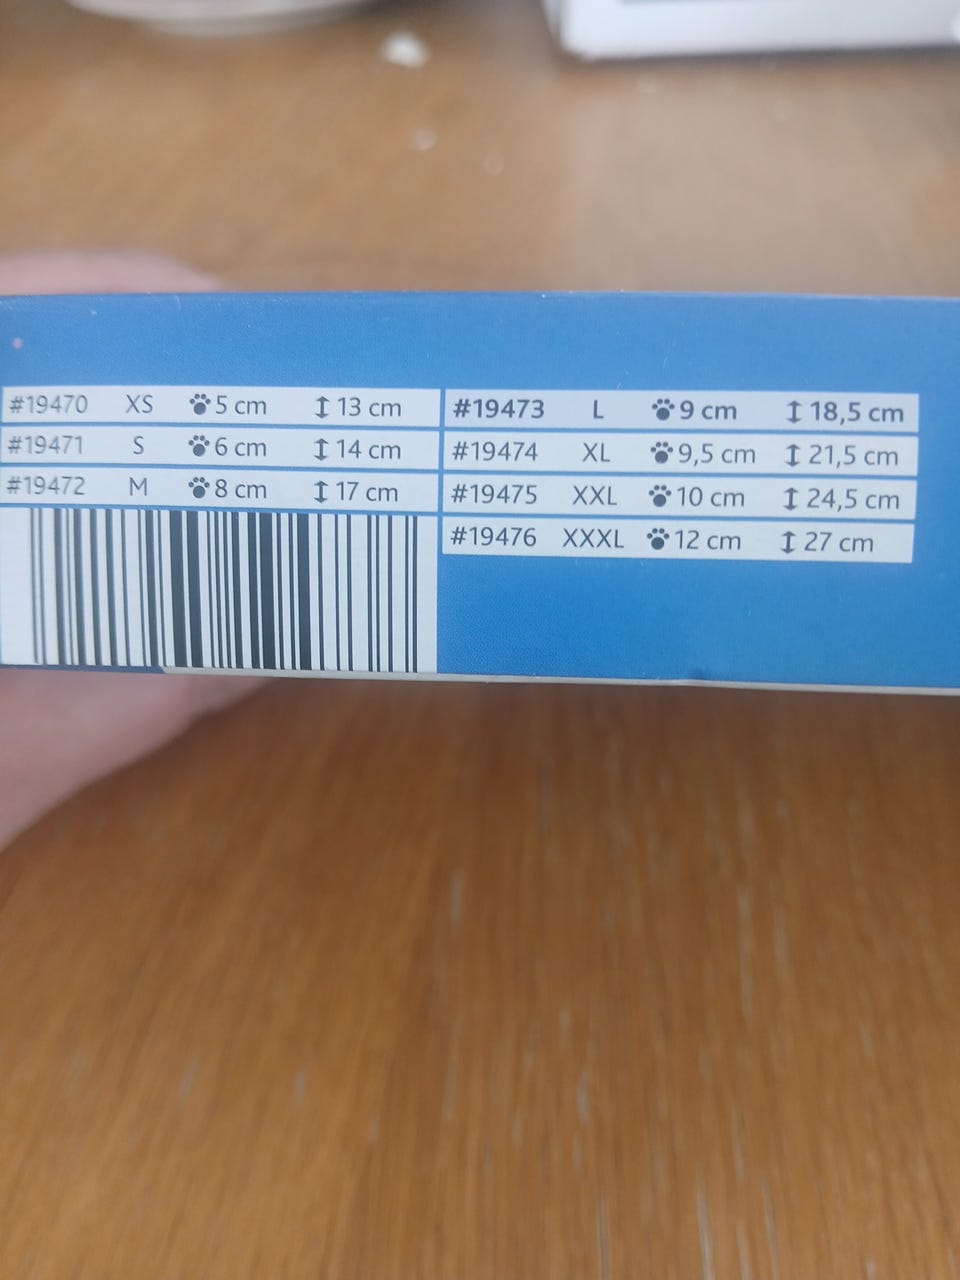 #19470 XS 5 cm 13 cm
#19471 S 6 cm 14 cm
#19472 M 8 cm 17 cm
#19473 L 9 cm 18,5 cm
#19474 XL 9,5 cm 21,5 cm
#19475 XXL 10 cm 24,5 cm
#19476 XXXL 12 cm 27 cm